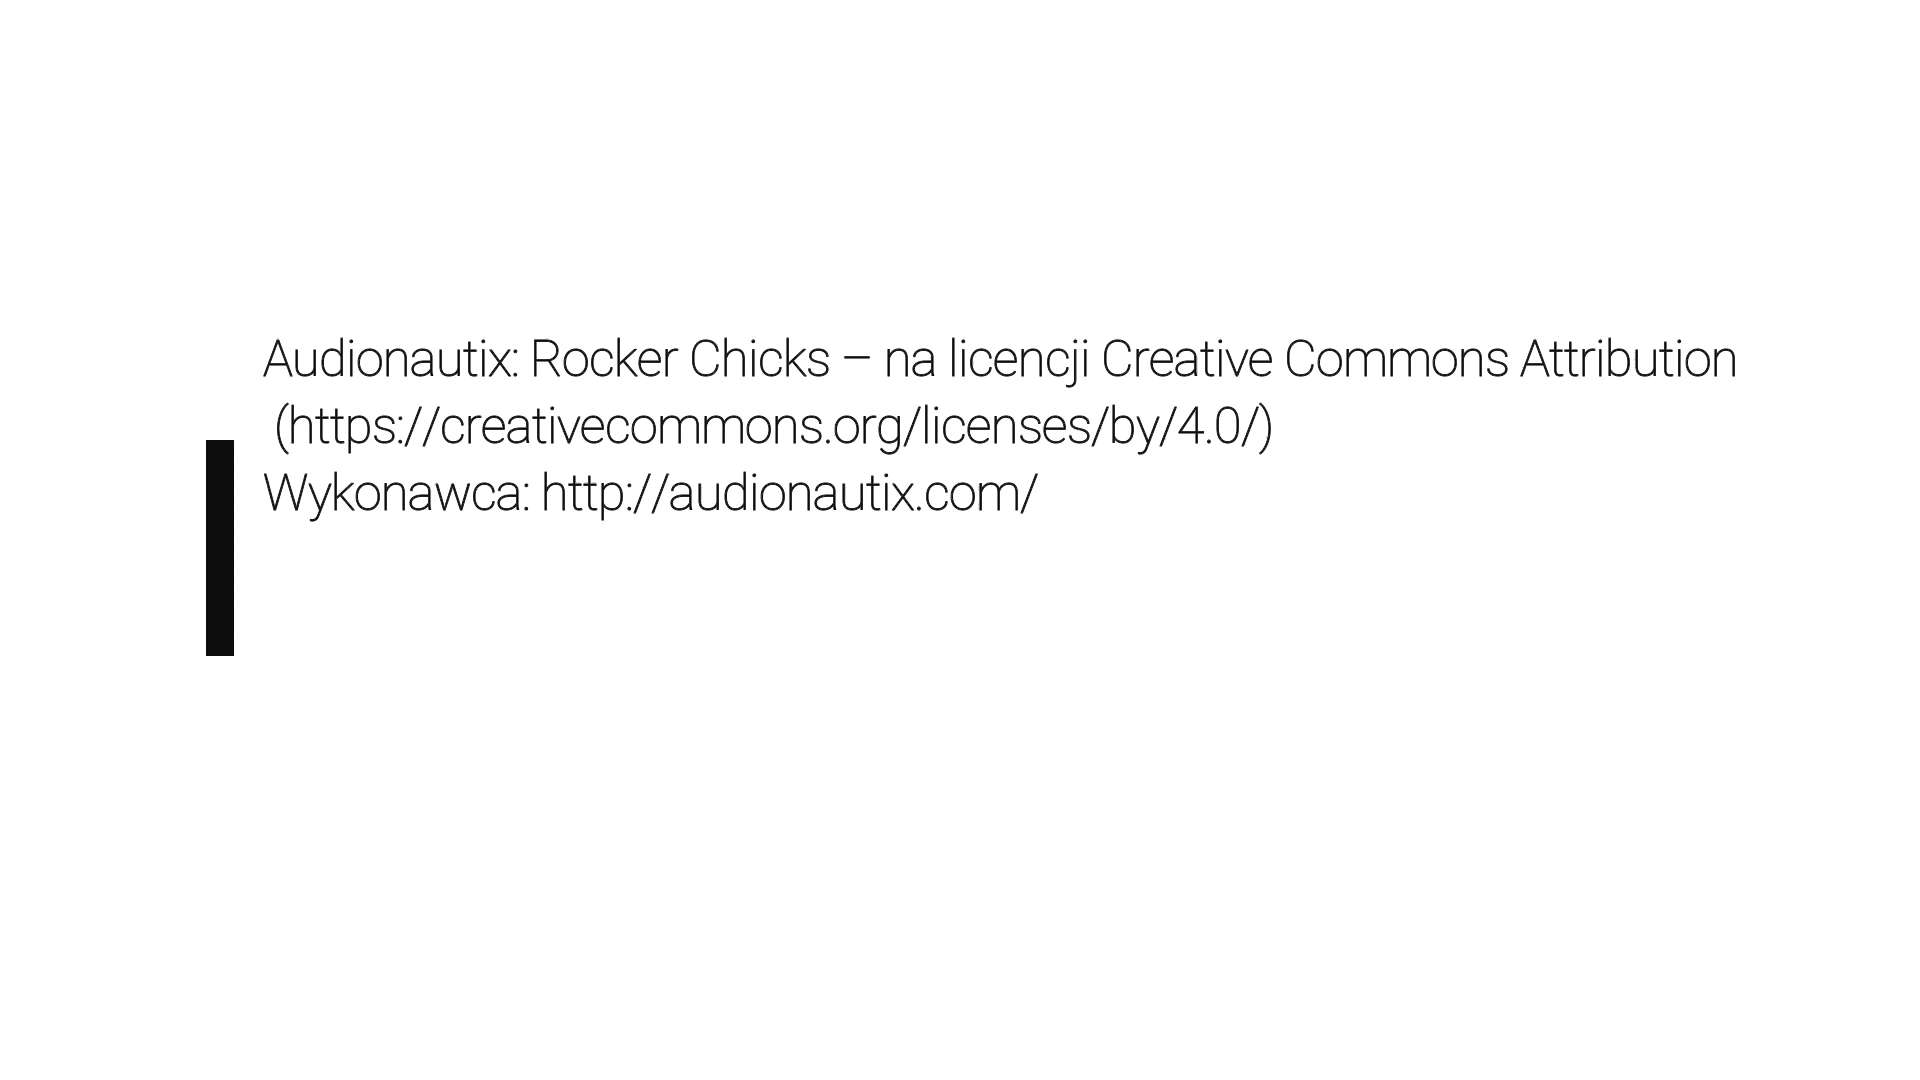 Audionautix: Rocker Chicks – na licencji Creative Commons Attribution
(https://creativecommons.org/licenses/by/4.0/)
Wykonawca: http://audionautix.com/